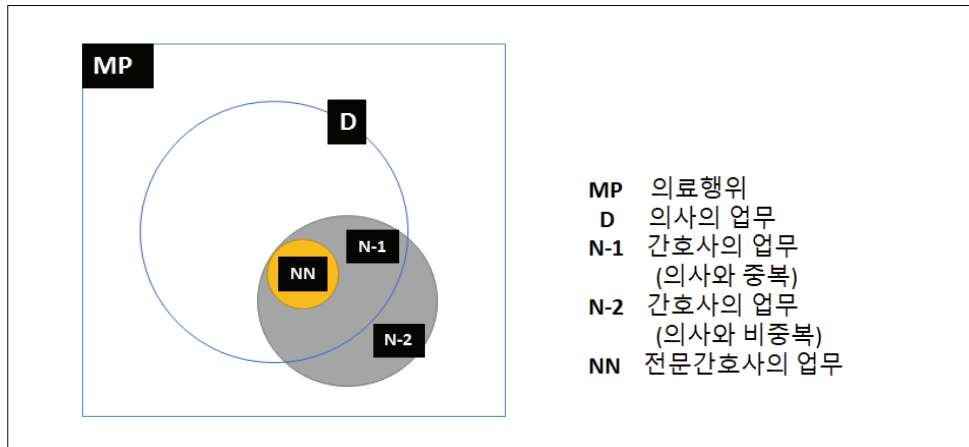 MP
D
N-1
NN
N-2
MP 의료행위
D 의사의 업무
N-1 간호사의 업무
(의사와 중복)
N-2 간호사의 업무
(의사와 비중복)
NN 전문간호사의 업무